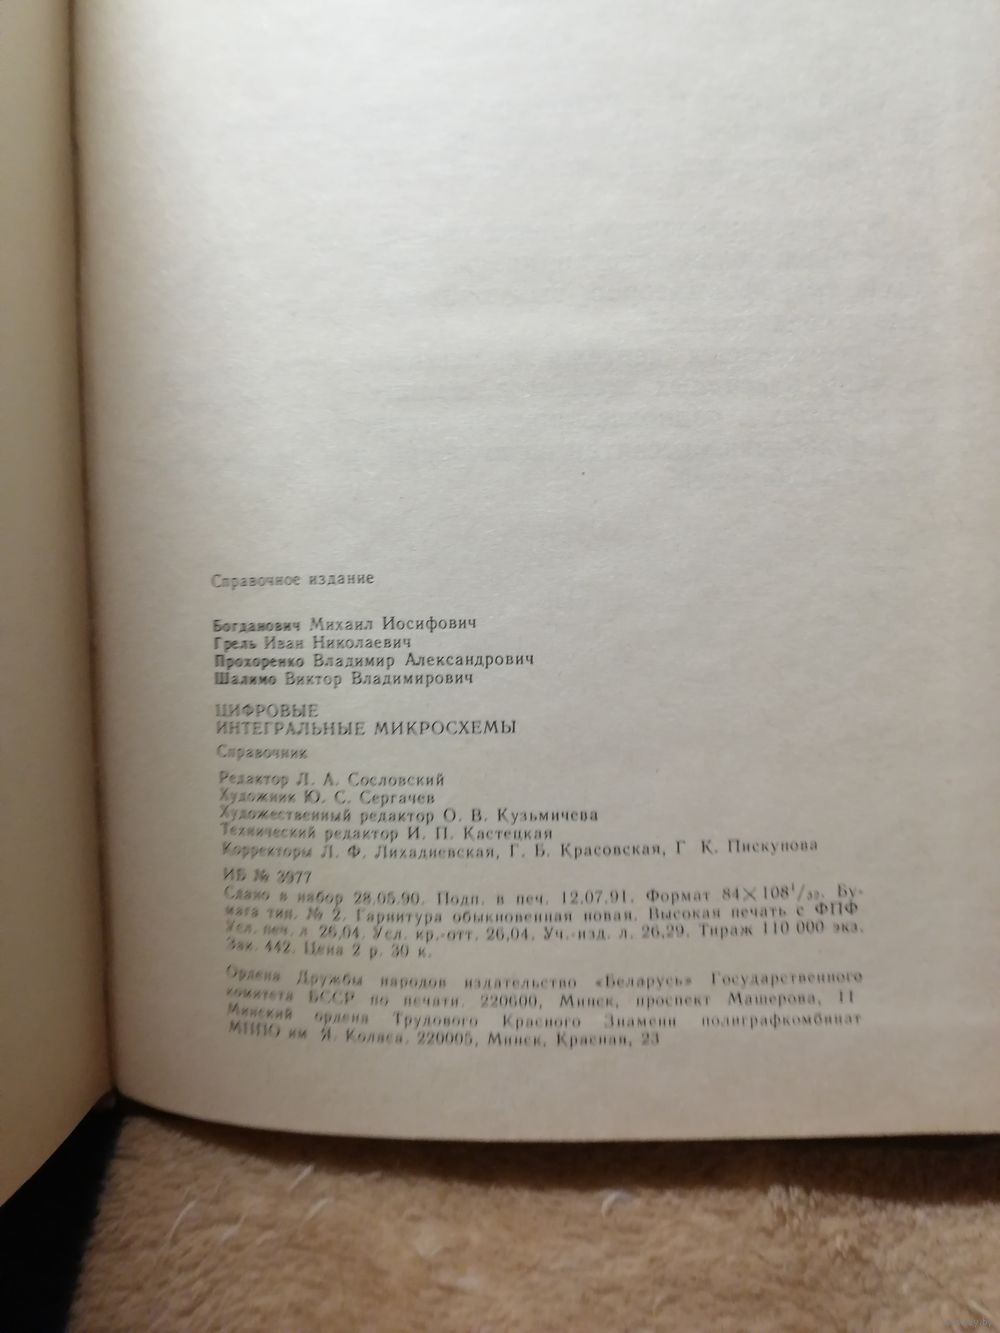 Справочное издание
Богданович Михаил Иосифович
Грель Иван Николаевич
Прохоренко Владимир Александрович
Шалимо Виктор Владимирович
ЦИФРОВЫЕ
ИНТЕГРАЛЬНЫЕ МИКРОСХЕМЫ
Справочник
Редактор Л. А. Сословский
Художник Ю. С. Сергачев
Художественный редактор О. В. Кузьмичева
Технический редактор И. П. Кастецкая
Корректоры Л. Ф. Лихадиевская, Г. Б. Красовская, Г К. Пискунова
ИБ № 3977
Сдано в набор 28.05.90. Подп. в печ. 12.07.91. Формат 84×108¹/₃₂. Бу-
мага тип. № 2. Гарнитура обыкновенная новая. Высокая печать с ФПФ
Усл. печ. л 26,04. Усл. кр.-отт. 26,04. Уч.-изд. л. 26,29. Тираж 110 000 экз.
Зак. 442. Цена 2 р. 30 к.
Ордена Дружбы народов издательство «Беларусь» Государственного
комитета БССР по печати. 220600, Минск, проспект Машерова, 11
Минский ордена Трудового Красного Знамени полиграфкомбинат
МППО им Я. Коласа. 220005, Минск, Красная, 23